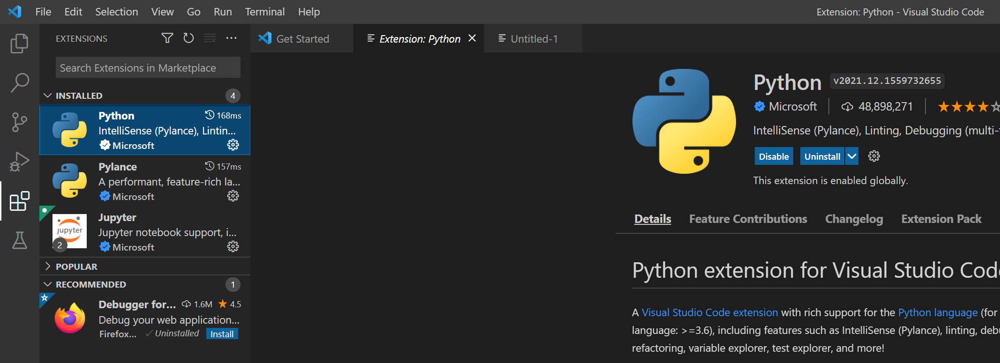 File Edit Selection View Go Run Terminal Help
Extension: Python - Visual Studio Code
EXTENSIONS
Search Extensions in Marketplace
INSTALLED 4
Python 168ms
IntelliSense (Pylance), Lintin...
Microsoft
Pylance 157ms
A performant, feature-rich la...
Microsoft
jupyter
2
Jupyter
Jupyter notebook support, i...
Microsoft
POPULAR
RECOMMENDED 1
Debugger for... 1.6M 4.5
Debug your web application...
Firefox... Uninstalled Install
Get Started
Extension: Python
Untitled-1
Python v2021.12.1559732655
Microsoft 48,898,271
IntelliSense (Pylance), Linting, Debugging (multi-
Disable Uninstall
This extension is enabled globally.
Details Feature Contributions Changelog Extension Pack
Python extension for Visual Studio Code
A Visual Studio Code extension with rich support for the Python language (for
language: >=3.6), including features such as IntelliSense (Pylance), linting, deb
refactoring, variable explorer, test explorer, and more!